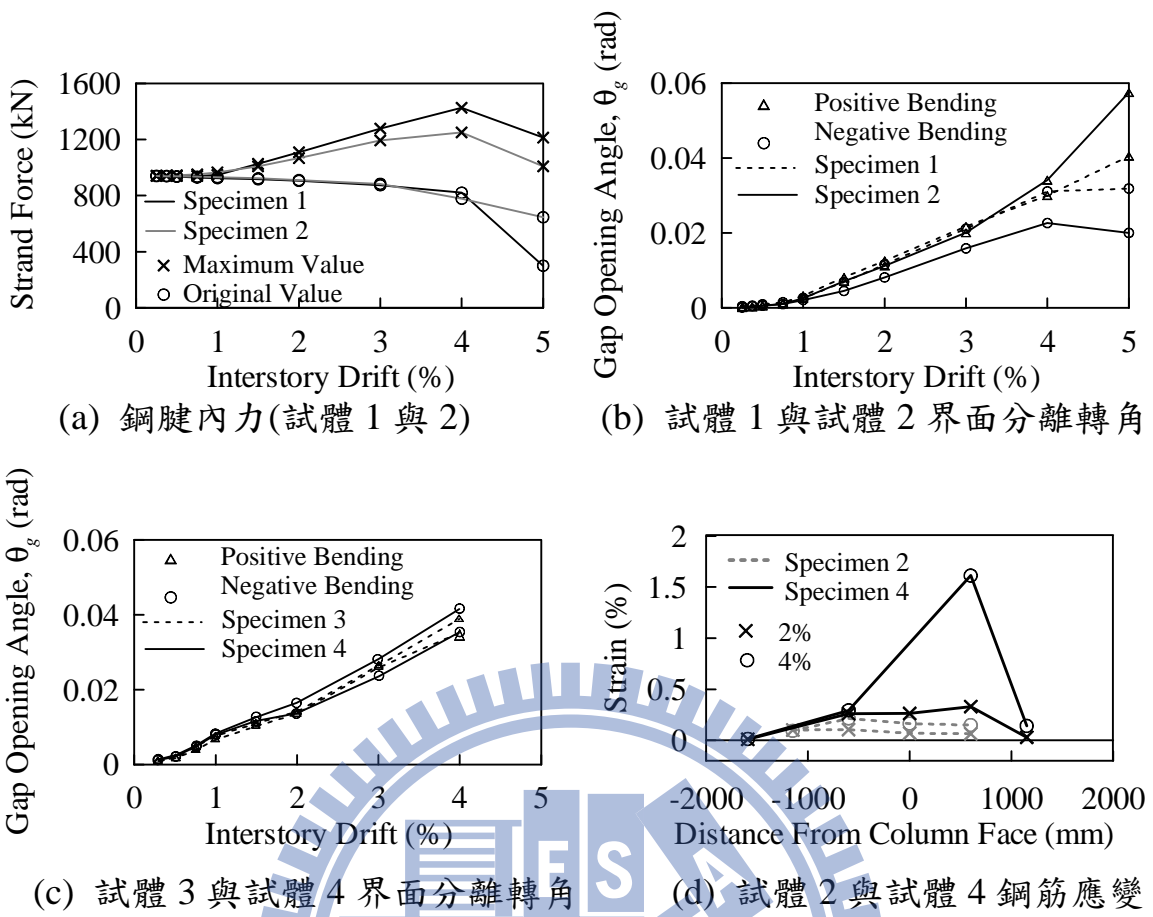 Strand Force (kN)
1600
1200
800
400
0
Specimen 1
Specimen 2
Maximum Value
Original Value
0 1 2 3 4 5
Interstory Drift (%)
(a) 鋼腱內力(試體 1 與 2)
Gap Opening Angle, θg (rad)
0.06
0.04
0.02
0
Positive Bending
Negative Bending
Specimen 1
Specimen 2
0 1 2 3 4 5
Interstory Drift (%)
(b) 試體 1 與試體 2 界面分離轉角
Gap Opening Angle, θg (rad)
0.06
0.04
0.02
0
Positive Bending
Negative Bending
Specimen 3
Specimen 4
0 1 2 3 4 5
Interstory Drift (%)
(c) 試體 3 與試體 4 界面分離轉角
Strain (%)
2
1.5
1
0.5
0
Specimen 2
Specimen 4
2%
4%
-2000 -1000 0 1000 2000
Distance From Column Face (mm)
(d) 試體 2 與試體 4 鋼筋應變
E S A